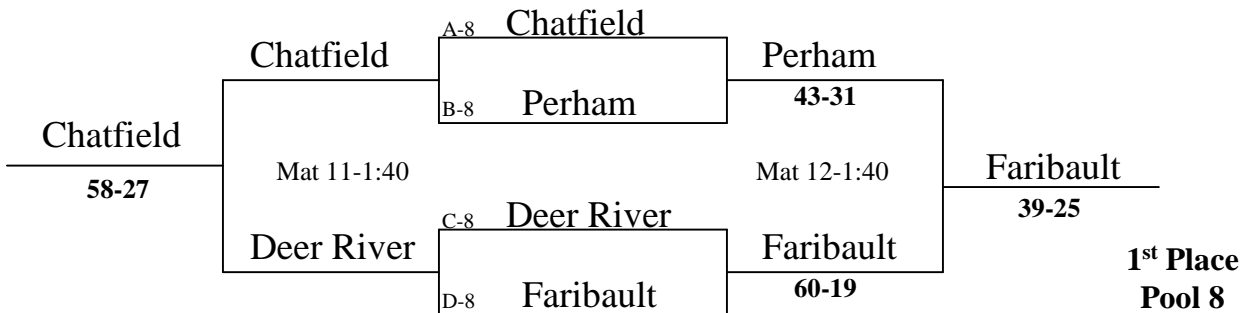 A-8 Chatfield
Chatfield Perham
43-31
B-8 Perham
Chatfield
58-27
Mat 11-1:40 Mat 12-1:40
Faribault
39-25
C-8 Deer River
Deer River Faribault
60-19
D-8 Faribault
1st Place
Pool 8